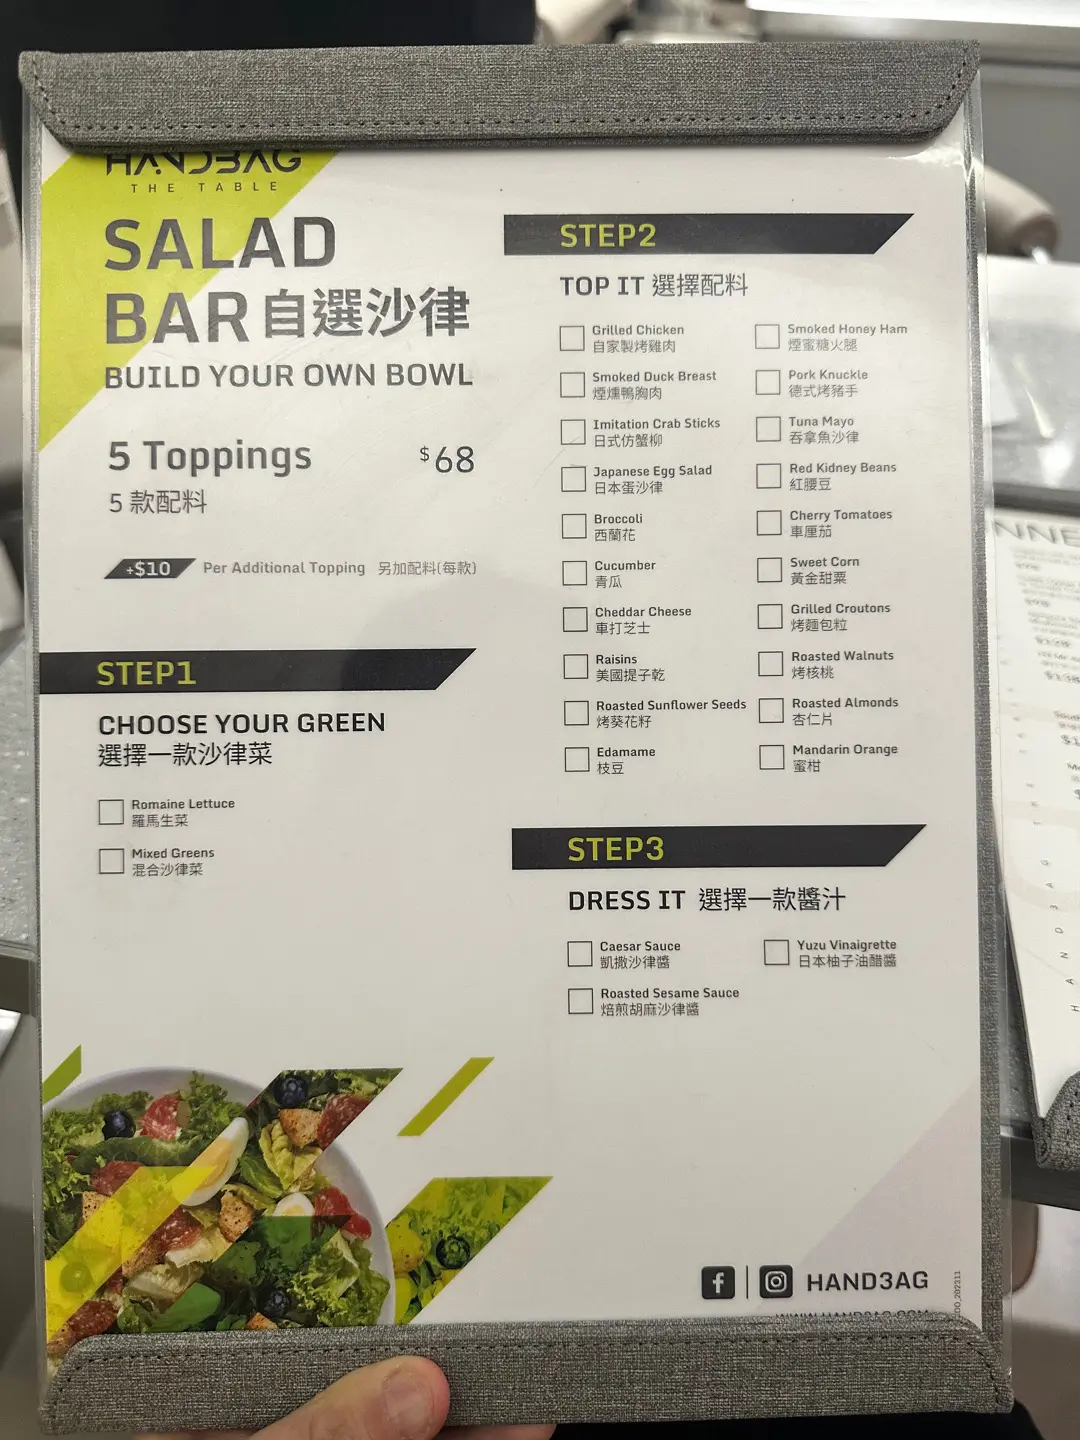 HANDBAG
THE TABLE
SALAD
BAR自選沙律
BUILD YOUR OWN BOWL
5 Toppings $68
5 款配料
+$10 Per Additional Topping 另加配料(每款)
STEP1
CHOOSE YOUR GREEN
選擇一款沙律菜
Romaine Lettuce
羅馬生菜
Mixed Greens
混合沙律菜
STEP2
TOP IT 選擇配料
Grilled Chicken
自家製烤雞肉
Smoked Duck Breast
煙燻鴨胸肉
Imitation Crab Sticks
日式仿蟹柳
Japanese Egg Salad
日本蛋沙律
Broccoli
西蘭花
Cucumber
青瓜
Cheddar Cheese
車打芝士
Raisins
美國提子乾
Roasted Sunflower Seeds
烤葵花籽
Edamame
枝豆
Smoked Honey Ham
煙蜜糖火腿
Pork Knuckle
德式烤豬手
Tuna Mayo
吞拿魚沙律
Red Kidney Beans
紅腰豆
Cherry Tomatoes
車厘茄
Sweet Corn
黃金甜粟
Grilled Croutons
烤麵包粒
Roasted Walnuts
烤核桃
Roasted Almonds
杏仁片
Mandarin Orange
蜜柑
STEP3
DRESS IT 選擇一款醬汁
Caesar Sauce
凱撒沙律醬
Roasted Sesame Sauce
焙煎胡麻沙律醬
Yuzu Vinaigrette
日本柚子油醋醬
HAND3AG
WWW.HAND3AG.COM